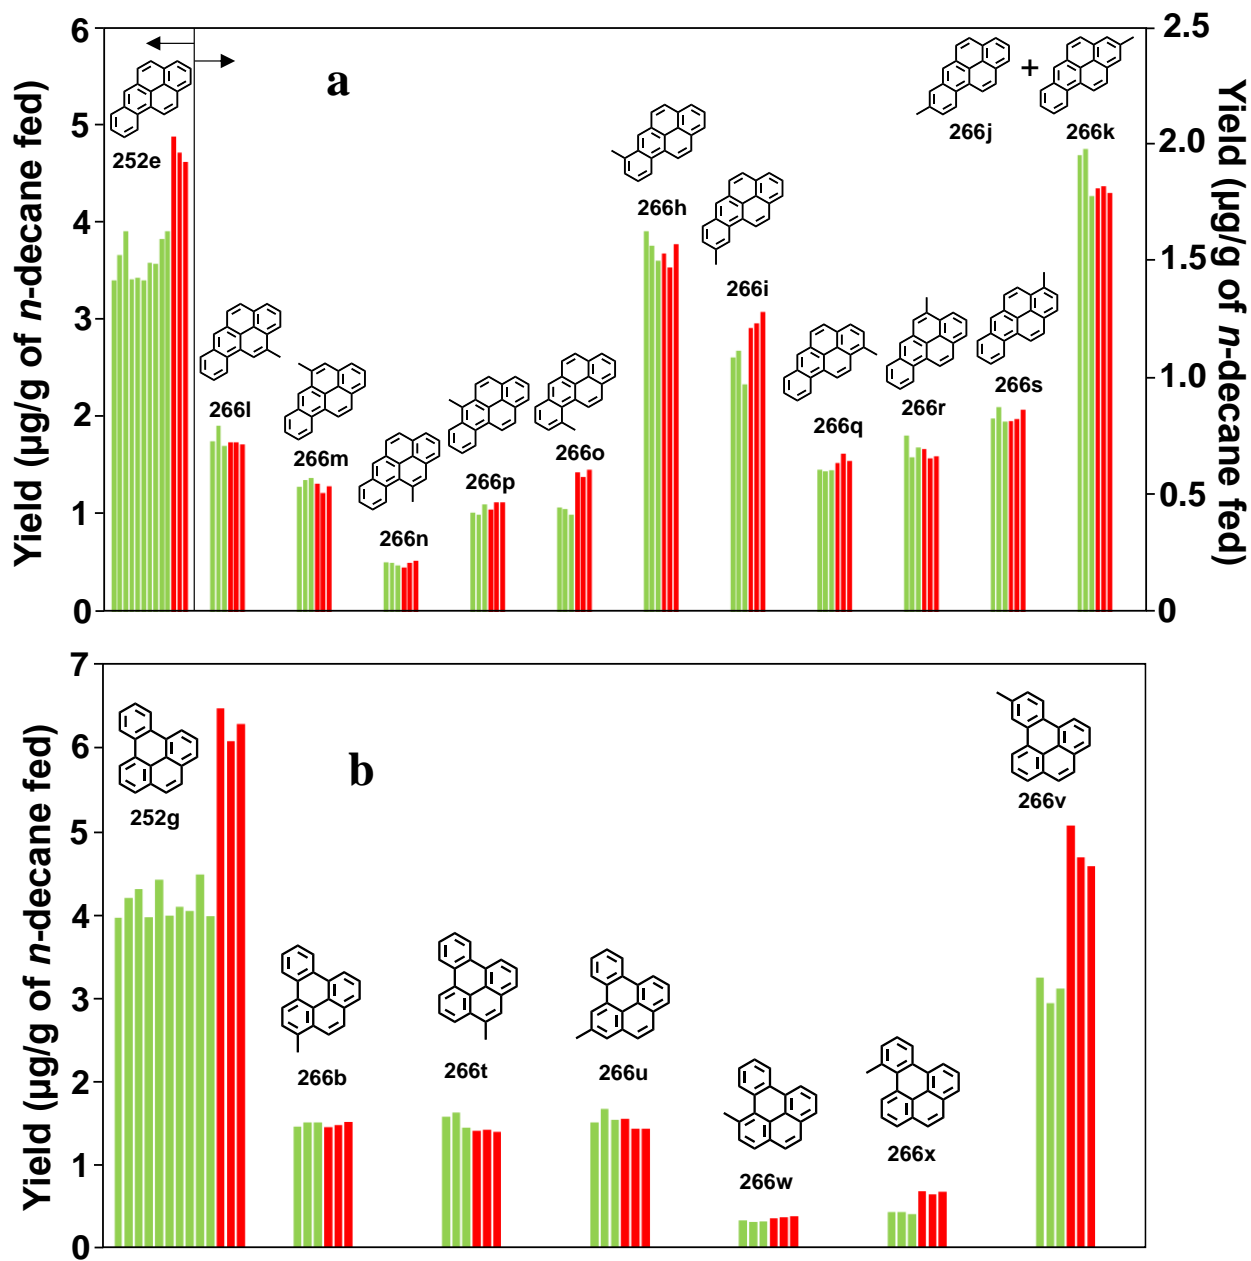 a
Yield (µg/g of n-decane fed)
6
5
4
3
2
1
0
2.5
2.0
1.5
1.0
0.5
0
Yield (µg/g of n-decane fed)
252e
266l
266m
266n
266p
266o
266h
266i
266q
266r
266s
266j + 266k
b
Yield (µg/g of n-decane fed)
7
6
5
4
3
2
1
0
252g
266b
266t
266u
266w
266x
266v